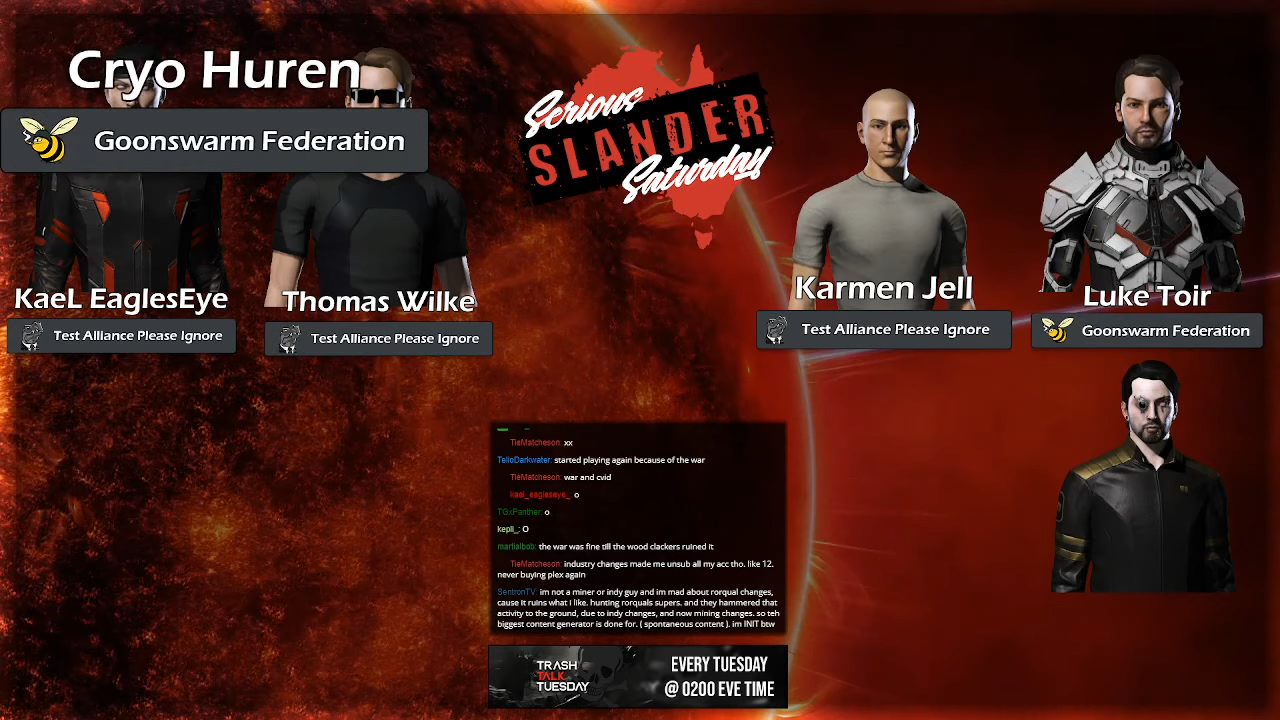 Cryo Huren
Goonswarm Federation
Serious
SLANDER
Saturday
KaeL EaglesEye
Test Alliance Please Ignore
Thomas Wilke
Test Alliance Please Ignore
Karmen Jell
Test Alliance Please Ignore
Luke Toir
Goonswarm Federation
TieMatcheson: xx
TelioDarkwater: started playing again because of the war
TieMatcheson: war and cvid
kael_eagleseye_: o
TGxPanther: o
kepli_: O
martialbob: the war was fine till the wood clackers ruined it
TieMatcheson: industry changes made me unsub all my acc tho. like 12.
never buying plex again
SentronTV: im not a miner or indy guy and im mad about rorqual changes,
cause it ruins what i like. hunting rorquals supers. and they hammered that
activity to the ground, due to indy changes, and now mining changes. so teh
biggest content generator is done for. ( spontaneous content ). im INIT btw
TRASH
TALK
TUESDAY
EVERY TUESDAY
@ 0200 EVE TIME